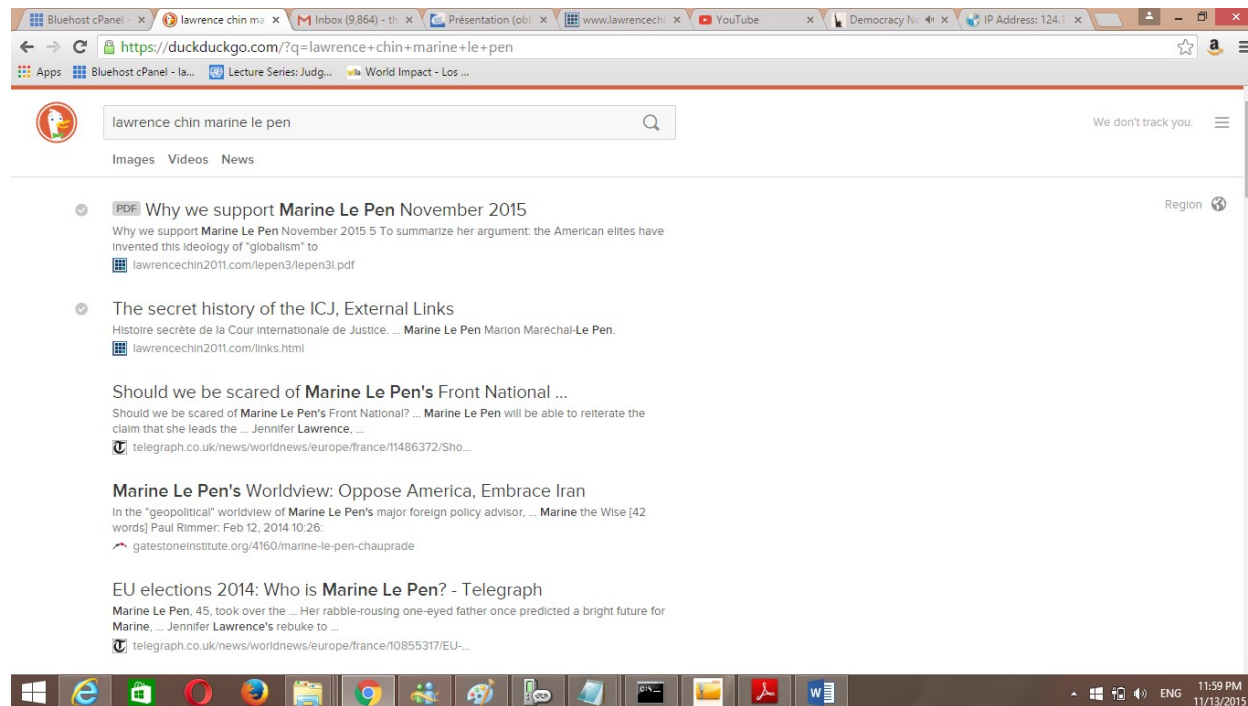 Bluehost cPanel - lawrence chin ma Inbox (9,864) - th Présentation (obl www.lawrencechi YouTube Democracy No IP Address: 124.1
https://duckduckgo.com/?q=lawrence+chin+marine+le+pen
Apps Bluehost cPanel - la... Lecture Series: Judg... wila World Impact - Los ...
lawrence chin marine le pen
We don't track you.
Images Videos News
PDF Why we support Marine Le Pen November 2015
Region
Why we support Marine Le Pen November 2015 5 To summarize her argument: the American elites have
invented this ideology of "globalism" to
lawrencechin2011.com/lepen3/lepen3l.pdf
The secret history of the ICJ, External Links
Histoire secrète de la Cour internationale de Justice. ... Marine Le Pen Marion Maréchal-Le Pen.
lawrencechin2011.com/links.html
Should we be scared of Marine Le Pen's Front National ...
Should we be scared of Marine Le Pen's Front National? ... Marine Le Pen will be able to reiterate the
claim that she leads the ... Jennifer Lawrence, ...
telegraph.co.uk/news/worldnews/europe/france/11486372/Sho...
Marine Le Pen's Worldview: Oppose America, Embrace Iran
In the "geopolitical" worldview of Marine Le Pen's major foreign policy advisor, ... Marine the Wise [42
words] Paul Rimmer: Feb 12, 2014 10:26:
gatestoneinstitute.org/4160/marine-le-pen-chauprade
EU elections 2014: Who is Marine Le Pen? - Telegraph
Marine Le Pen, 45, took over the ... Her rabble-rousing one-eyed father once predicted a bright future for
Marine, ... Jennifer Lawrence's rebuke to ...
telegraph.co.uk/news/worldnews/europe/france/10855317/EU-...
ENG 11:59 PM
11/13/2015